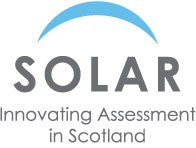 SOLAR
Innovating Assessment
in Scotland